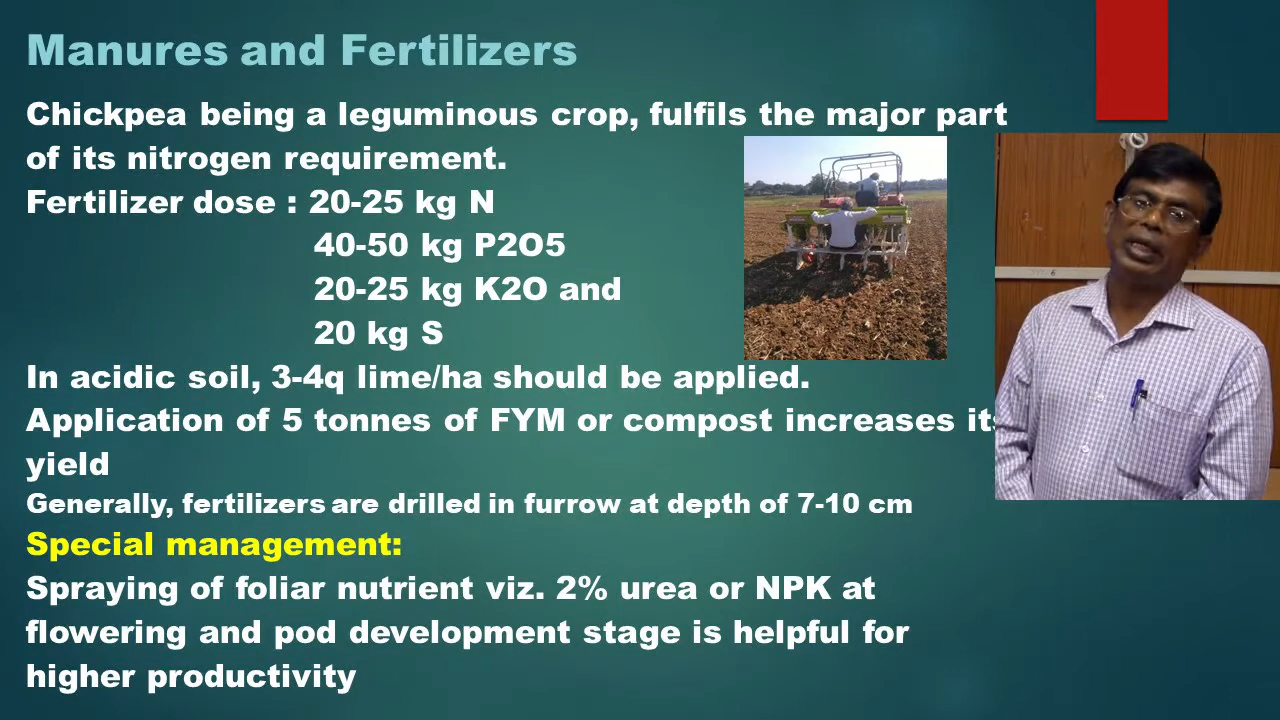 Manures and Fertilizers
Chickpea being a leguminous crop, fulfils the major part
of its nitrogen requirement.
Fertilizer dose : 20-25 kg N
40-50 kg P2O5
20-25 kg K2O and
20 kg S
In acidic soil, 3-4q lime/ha should be applied.
Application of 5 tonnes of FYM or compost increases its
yield
Generally, fertilizers are drilled in furrow at depth of 7-10 cm
Special management:
Spraying of foliar nutrient viz. 2% urea or NPK at
flowering and pod development stage is helpful for
higher productivity